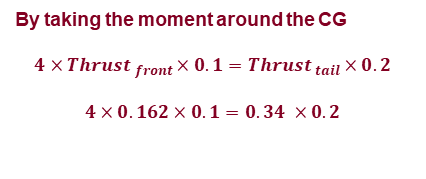 By taking the moment around the CG
4 × Thrust front × 0.1 = Thrust tail × 0.2
4 × 0.162 × 0.1 = 0.34 × 0.2